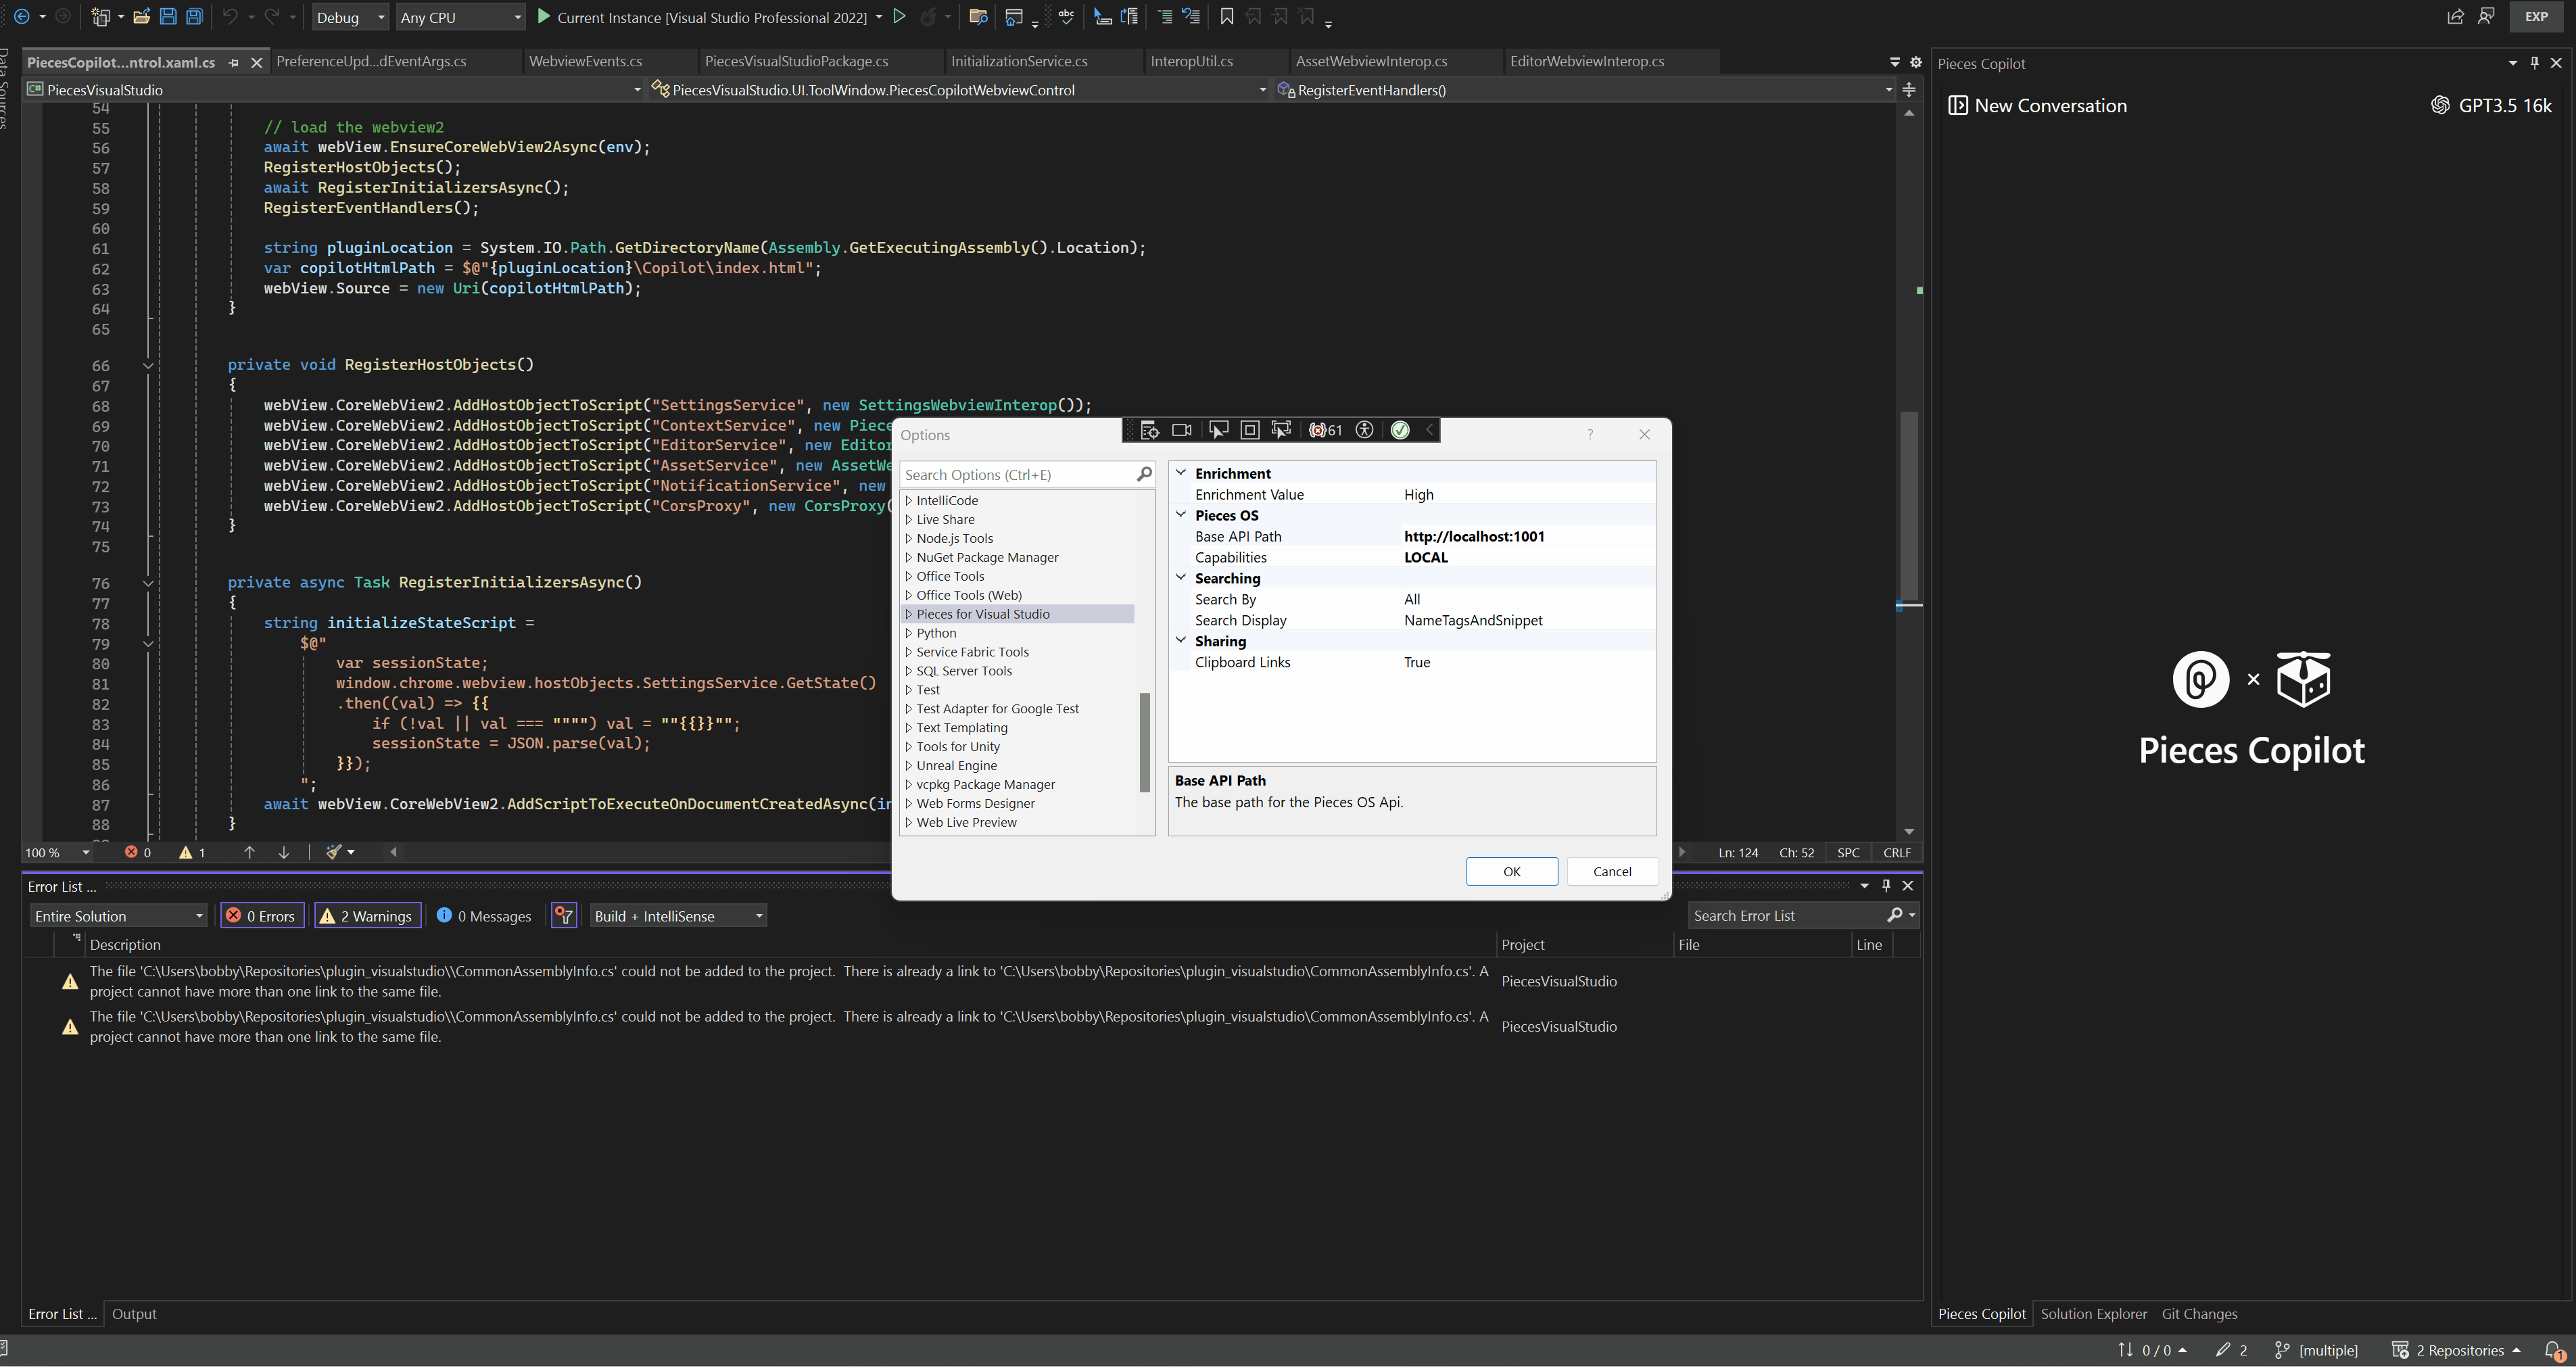 Debug
Any CPU
Current Instance [Visual Studio Professional 2022]
abc
EXP
Data Sources
PiecesCopilot...ntrol.xaml.cs
PreferenceUpd...dEventArgs.cs
WebviewEvents.cs
PiecesVisualStudioPackage.cs
InitializationService.cs
InteropUtil.cs
AssetWebviewInterop.cs
EditorWebviewInterop.cs
PiecesVisualStudio
PiecesVisualStudio.UI.ToolWindow.PiecesCopilotWebviewControl
RegisterEventHandlers()
54
55 // load the webview2
56 await webView.EnsureCoreWebView2Async(env);
57 RegisterHostObjects();
58 await RegisterInitializersAsync();
59 RegisterEventHandlers();
60
61 string pluginLocation = System.IO.Path.GetDirectoryName(Assembly.GetExecutingAssembly().Location);
62 var copilotHtmlPath = $@"{pluginLocation}\Copilot\index.html";
63 webView.Source = new Uri(copilotHtmlPath);
64 }
65
66 private void RegisterHostObjects()
67 {
68 webView.CoreWebView2.AddHostObjectToScript("SettingsService", new SettingsWebviewInterop());
69 webView.CoreWebView2.AddHostObjectToScript("ContextService", new Piece
70 webView.CoreWebView2.AddHostObjectToScript("EditorService", new Editor
71 webView.CoreWebView2.AddHostObjectToScript("AssetService", new AssetWe
72 webView.CoreWebView2.AddHostObjectToScript("NotificationService", new
73 webView.CoreWebView2.AddHostObjectToScript("CorsProxy", new CorsProxy(
74 }
75
76 private async Task RegisterInitializersAsync()
77 {
78 string initializeStateScript =
79 $@"
80 var sessionState;
81 window.chrome.webview.hostObjects.SettingsService.GetState()
82 .then((val) => {{
83 if (!val || val === """") val = ""{{}}"";
84 sessionState = JSON.parse(val);
85 }});
86 ";
87 await webView.CoreWebView2.AddScriptToExecuteOnDocumentCreatedAsync(in
88 }
100 %
0
1
Ln: 124
Ch: 52
SPC
CRLF
Options
61
?
Search Options (Ctrl+E)
IntelliCode
Live Share
Node.js Tools
NuGet Package Manager
Office Tools
Office Tools (Web)
Pieces for Visual Studio
Python
Service Fabric Tools
SQL Server Tools
Test
Test Adapter for Google Test
Text Templating
Tools for Unity
Unreal Engine
vcpkg Package Manager
Web Forms Designer
Web Live Preview
Enrichment
Enrichment Value High
Pieces OS
Base API Path http://localhost:1001
Capabilities LOCAL
Searching
Search By All
Search Display NameTagsAndSnippet
Sharing
Clipboard Links True
Base API Path
The base path for the Pieces OS Api.
OK
Cancel
Error List ...
Entire Solution
0 Errors
2 Warnings
0 Messages
Build + IntelliSense
Search Error List
Description
Project
File
Line
The file 'C:\Users\bobby\Repositories\plugin_visualstudio\\CommonAssemblyInfo.cs' could not be added to the project. There is already a link to 'C:\Users\bobby\Repositories\plugin_visualstudio\CommonAssemblyInfo.cs'. A
project cannot have more than one link to the same file.
PiecesVisualStudio
The file 'C:\Users\bobby\Repositories\plugin_visualstudio\\CommonAssemblyInfo.cs' could not be added to the project. There is already a link to 'C:\Users\bobby\Repositories\plugin_visualstudio\CommonAssemblyInfo.cs'. A
project cannot have more than one link to the same file.
PiecesVisualStudio
Error List ...
Output
Pieces Copilot
New Conversation
GPT3.5 16k
×
Pieces Copilot
Pieces Copilot
Solution Explorer
Git Changes
0 / 0
2
[multiple]
2 Repositories
1